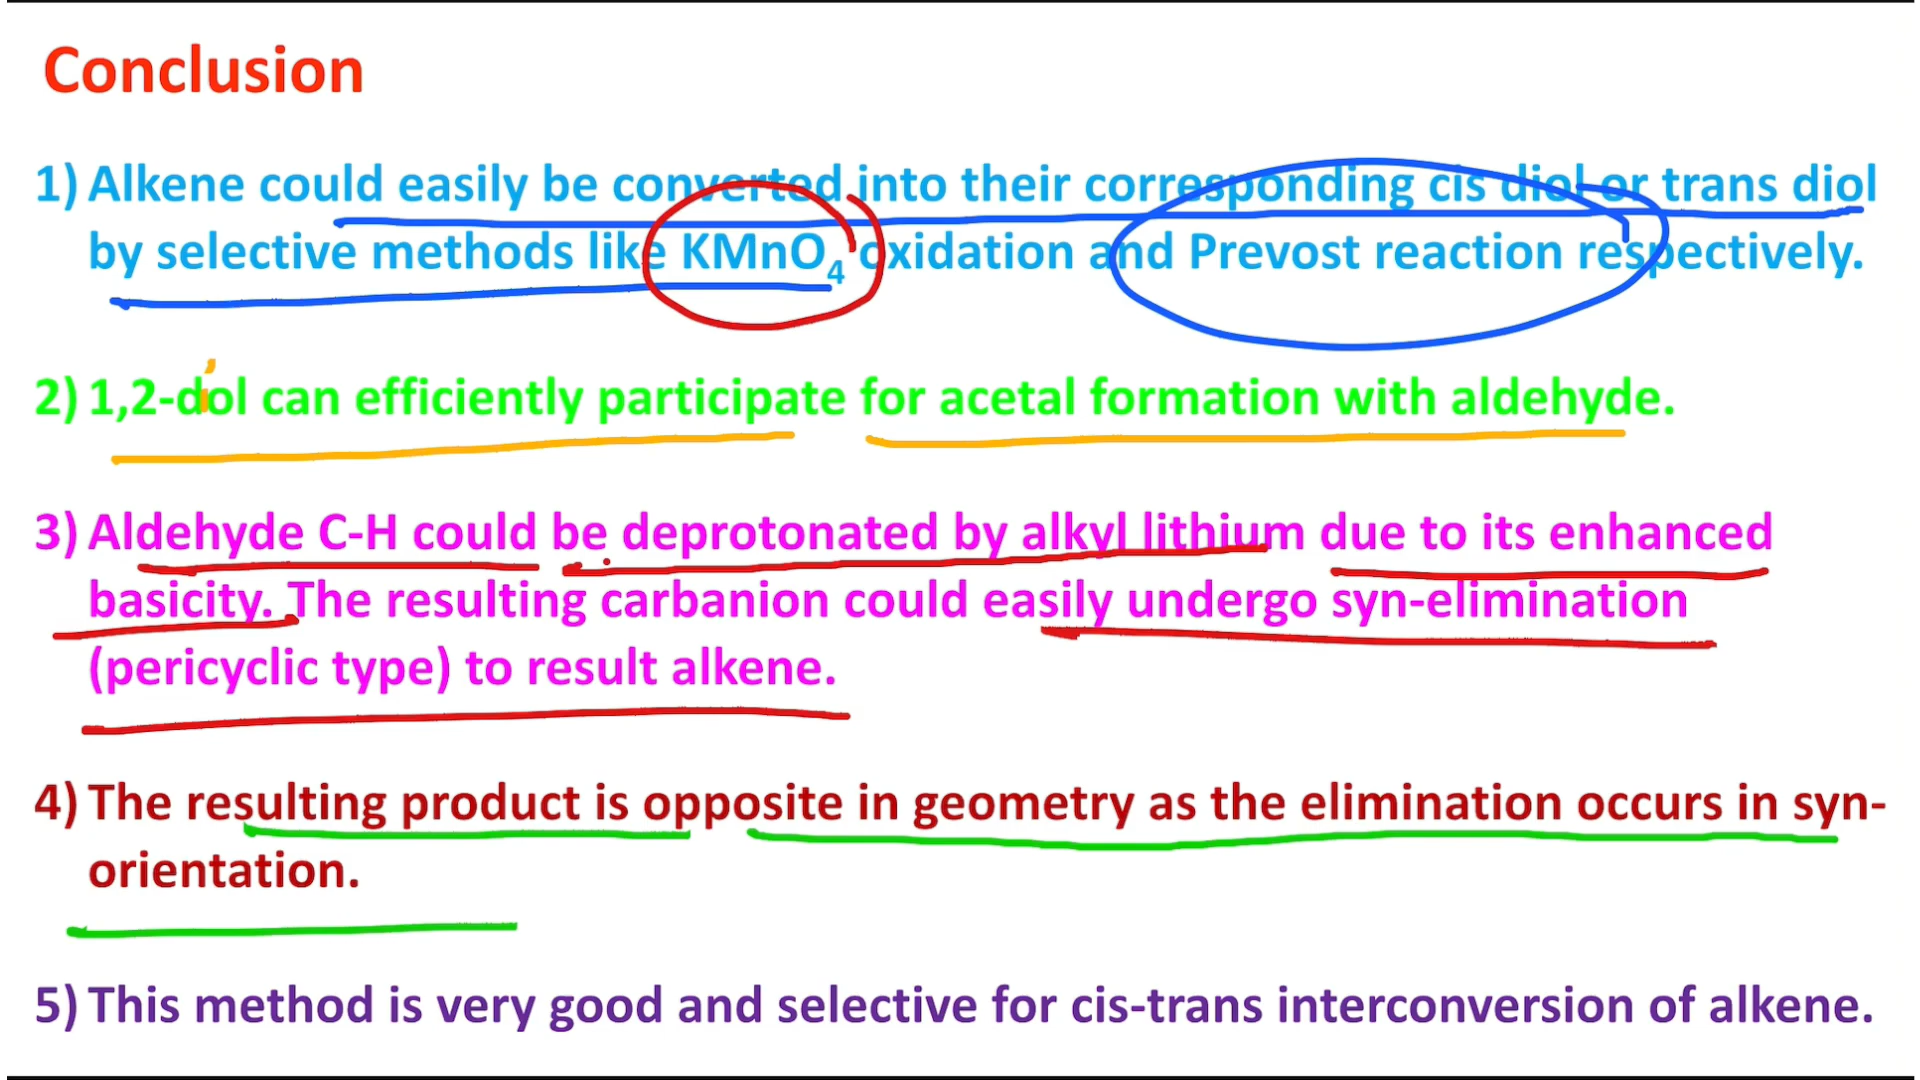 Conclusion
1) Alkene could easily be converted into their corresponding cis diol or trans diol
by selective methods like KMnO₄ oxidation and Prevost reaction respectively.
2) 1,2-diol can efficiently participate for acetal formation with aldehyde.
3) Aldehyde C-H could be deprotonated by alkyl lithium due to its enhanced
basicity. The resulting carbanion could easily undergo syn-elimination
(pericyclic type) to result alkene.
4) The resulting product is opposite in geometry as the elimination occurs in syn-
orientation.
5) This method is very good and selective for cis-trans interconversion of alkene.